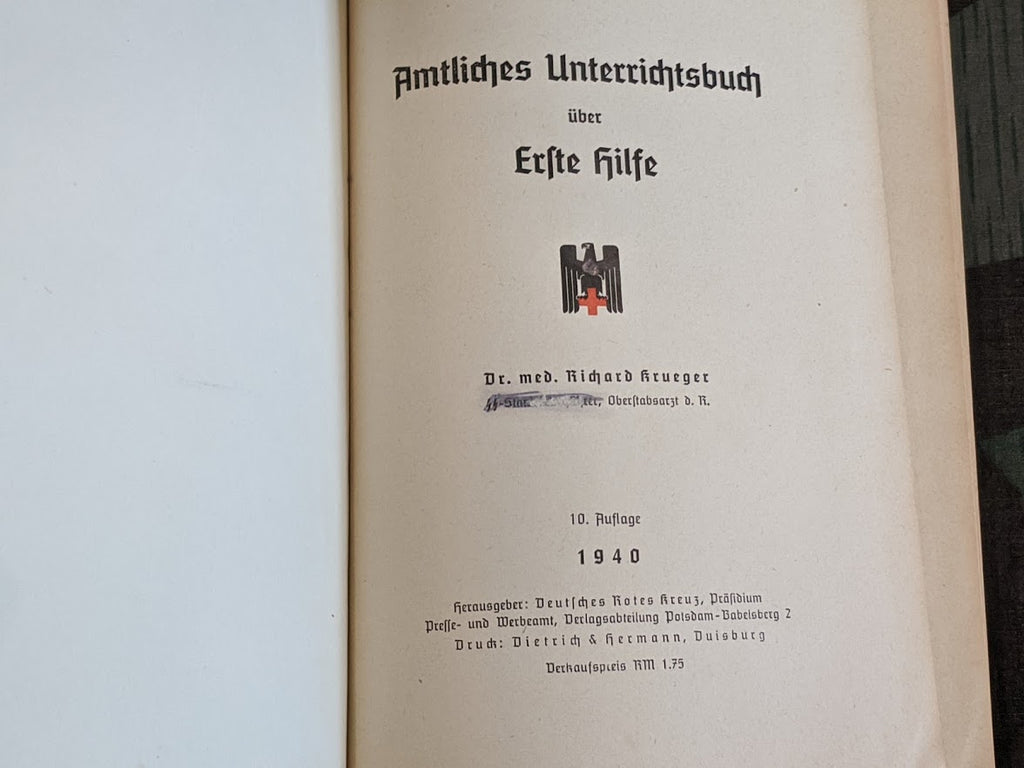 Amtliches Unterrichtsbuch
über
Erste Hilfe
Dr. med. Richard Krueger
Oberstabsarzt d. R.
10. Auflage
1940
Herausgeber: Deutsches Rotes Kreuz, Präsidium
Presse- und Werbeamt, Verlagsabteilung Potsdam-Babelsberg 2
Druck: Dietrich & Hermann, Duisburg
Verkaufspreis RM 1.75